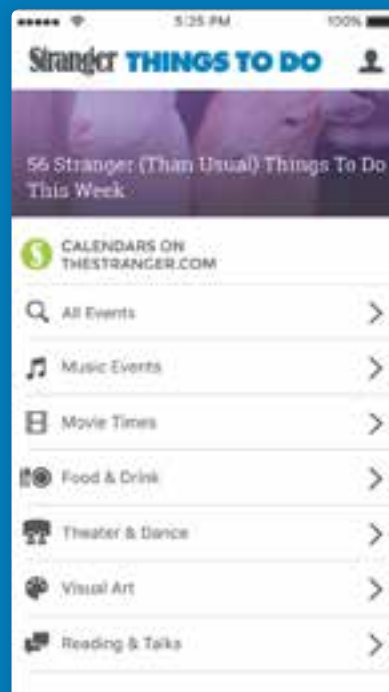 5:35 PM
100%
Stranger THINGS TO DO
56 Stranger (Than Usual) Things To Do
This Week
CALENDARS ON
THESTRANGER.COM
All Events
Music Events
Movie Times
Food & Drink
Theater & Dance
Visual Art
Reading & Talks